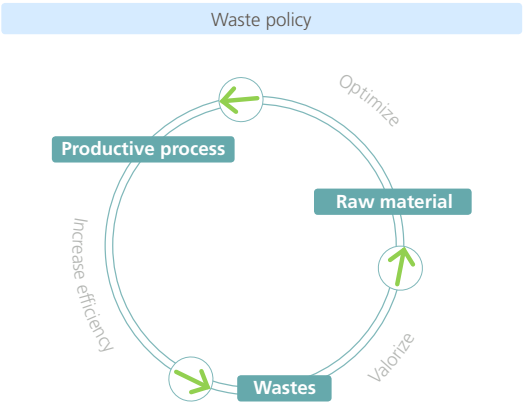 Waste policy
Optimize
Productive process
Raw material
Increase efficiency
Valorize
Wastes